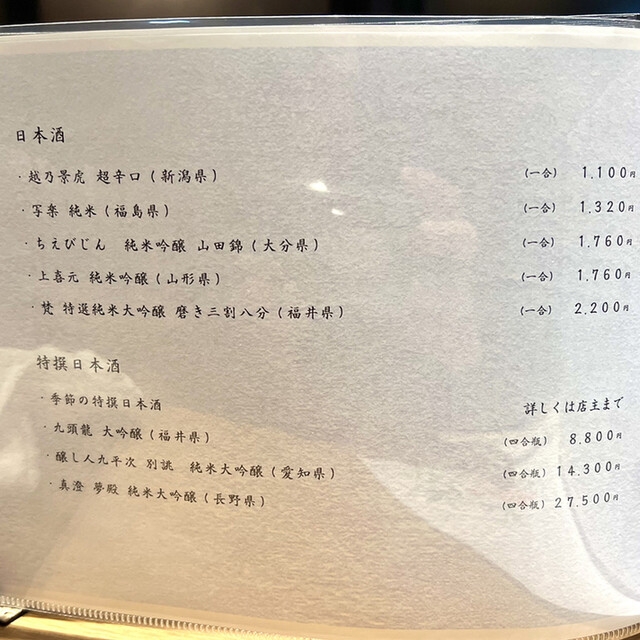 日本酒
・越乃景虎 超辛口(新潟県) (一合) 1,100円
・写楽 純米(福島県) (一合) 1,320円
・ちえびじん 純米吟醸 山田錦(大分県) (一合) 1,760円
・上喜元 純米吟醸(山形県) (一合) 1,760円
・梵 特選純米大吟醸 磨き三割八分(福井県) (一合) 2,200円
特撰日本酒
・季節の特撰日本酒 詳しくは店主まで
・九頭龍 大吟醸(福井県) (四合瓶) 8,800円
・醸し人九平次 別誂 純米大吟醸(愛知県) (四合瓶) 14,300円
・真澄 夢殿 純米大吟醸(長野県) (四合瓶) 27,500円